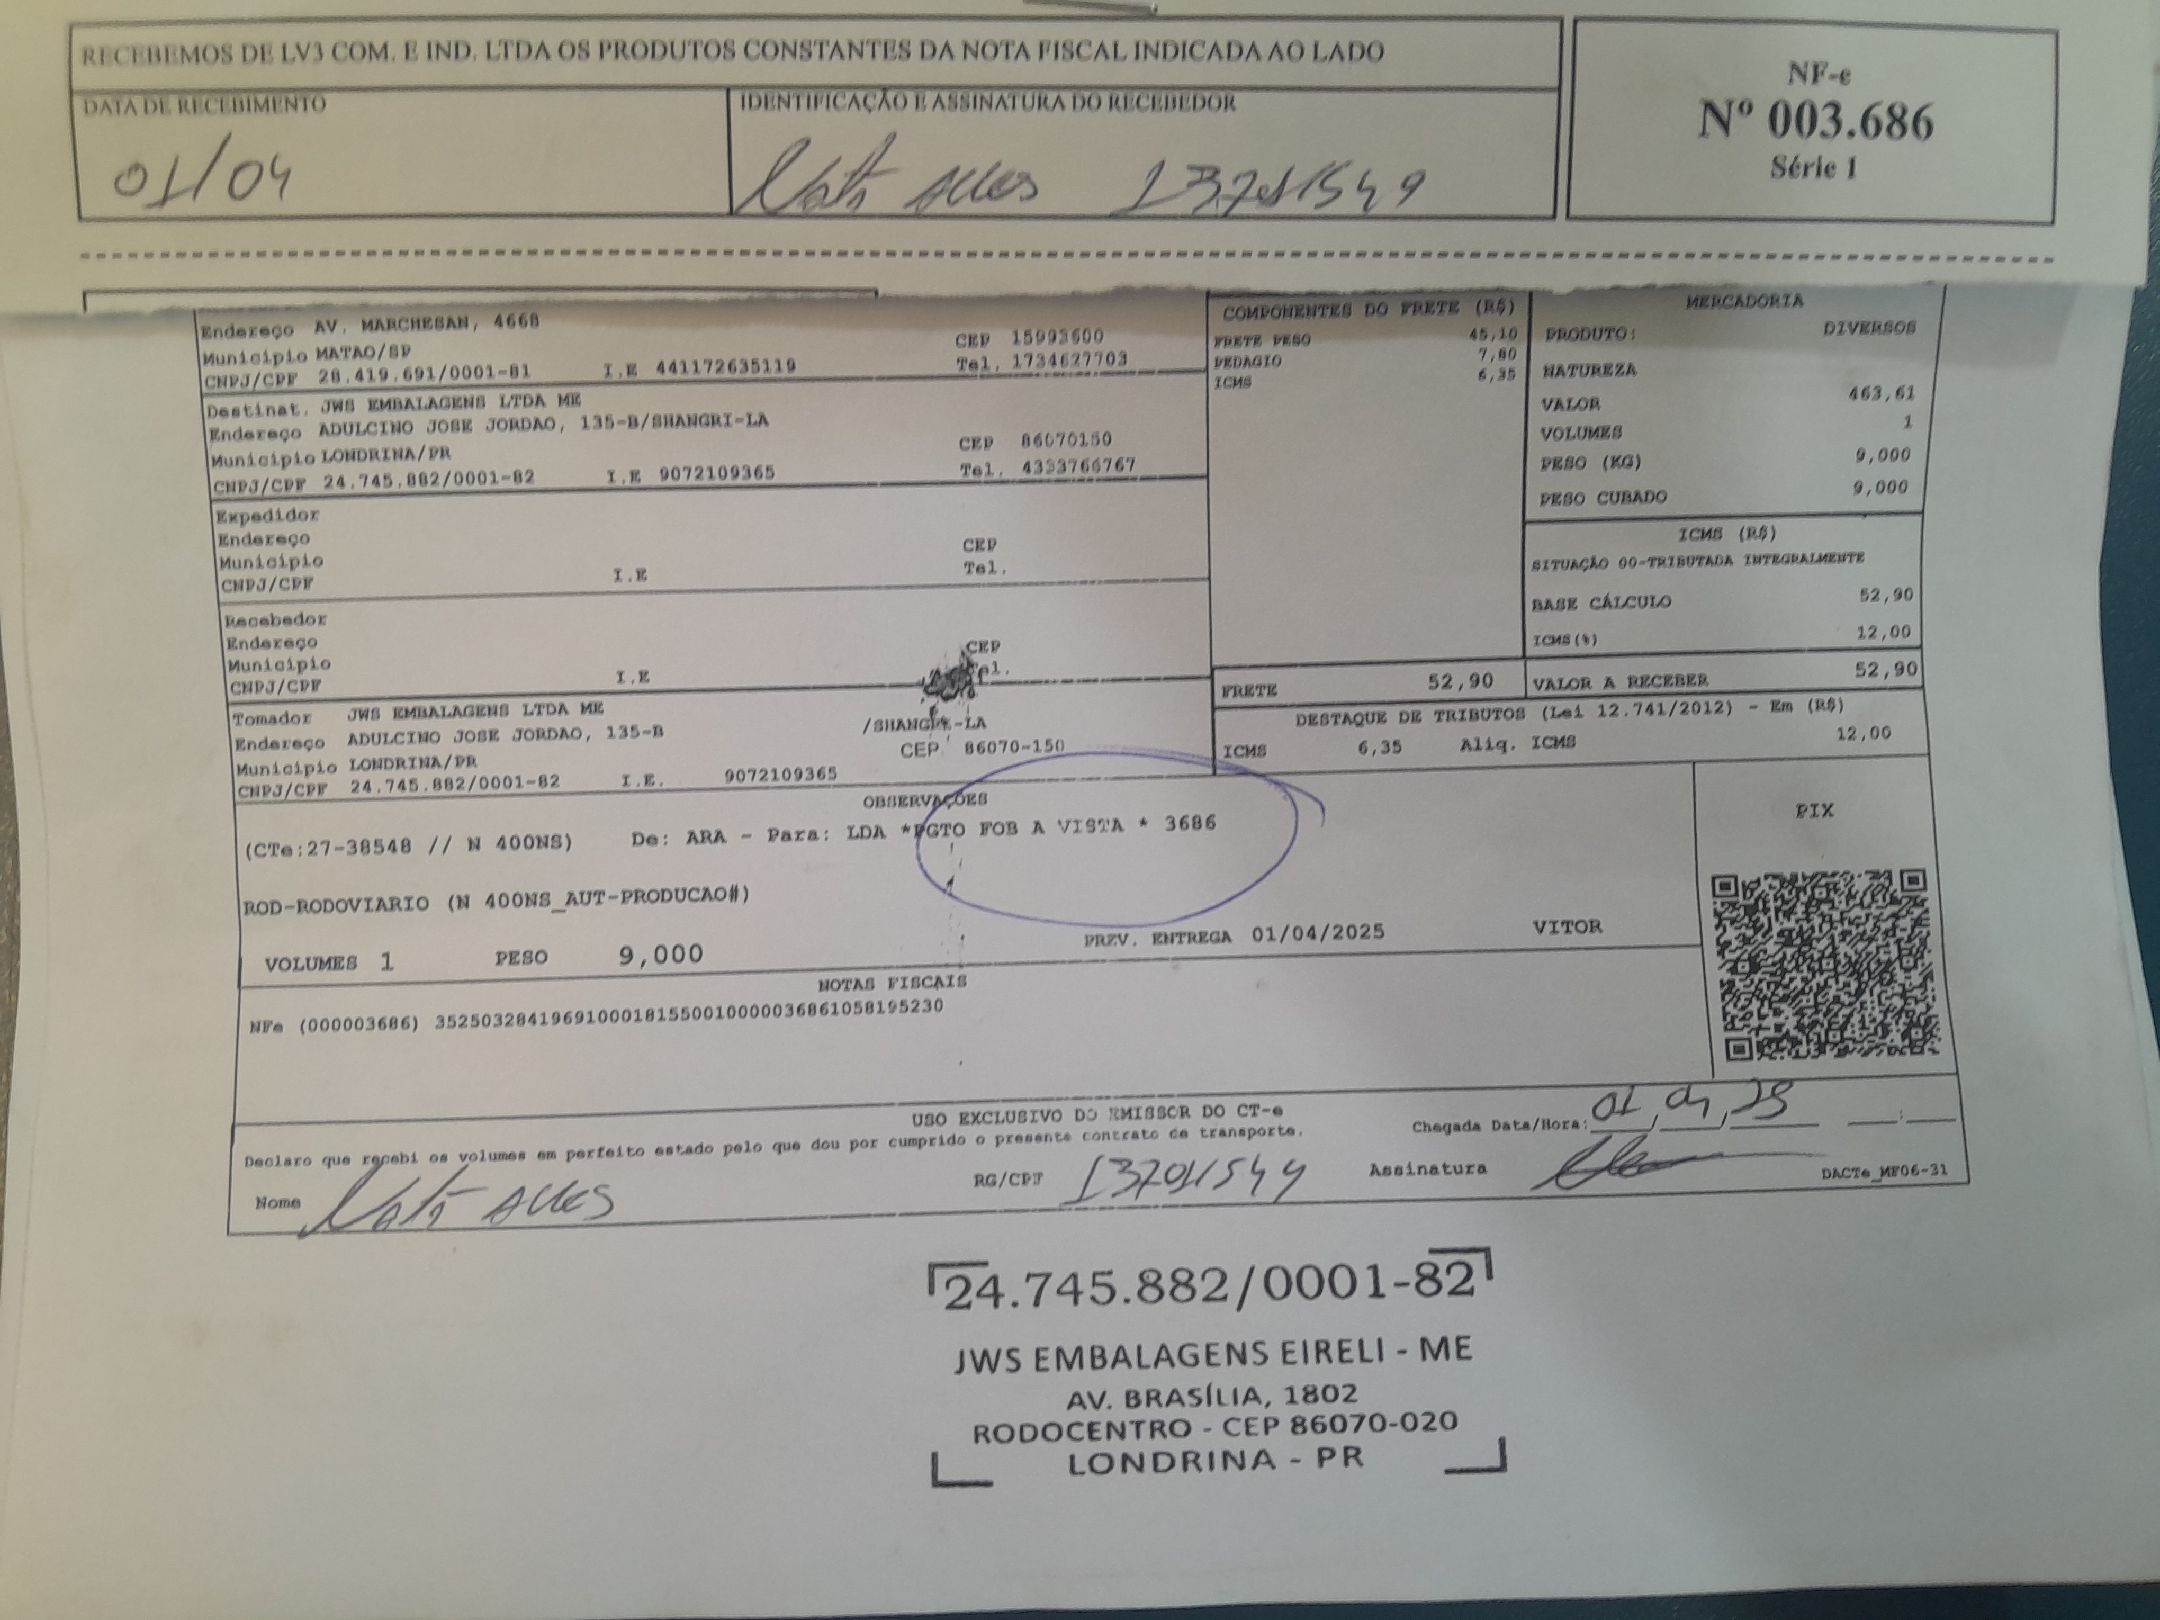 RECEBEMOS DE LV3 COM. E IND. LTDA OS PRODUTOS CONSTANTES DA NOTA FISCAL INDICADA AO LADO
DATA DE RECEBIMENTO
01/04
IDENTIFICAÇÃO E ASSINATURA DO RECEBEDOR
NF-e
Nº 003.686
Série 1
Endereço AV. MARCHESAN, 4668
CEP 15993600
Município MATAO/SP
Tel. 1734627703
CNPJ/CPF 28.419.691/0001-81 I.E 441172635119
Destinat. JWS EMBALAGENS LTDA ME
Endereço ADULCINO JOSE JORDAO, 135-B/SHANGRI-LA
CEP 86070150
Município LONDRINA/PR
Tel. 4333766767
CNPJ/CPF 24.745.882/0001-82 I.E 9072109365
Expedidor
Endereço
CEP
Município
Tel.
CNPJ/CPF I.E
Recebedor
Endereço
CEP
Município
Tel.
CNPJ/CPF I.E
Tomador JWS EMBALAGENS LTDA ME
Endereço ADULCINO JOSE JORDAO, 135-B /SHANGRI-LA
Município LONDRINA/PR CEP 86070-150
CNPJ/CPF 24.745.882/0001-82 I.E. 9072109365
COMPONENTES DO FRETE (R$)
FRETE PESO 45,10
PEDAGIO 7,80
ICMS 6,35
FRETE 52,90
MERCADORIA
PRODUTO: DIVERSOS
NATUREZA
VALOR 463,61
VOLUMES 1
PESO (KG) 9,000
PESO CUBADO 9,000
ICMS (R$)
SITUAÇÃO 00-TRIBUTADA INTEGRALMENTE
BASE CÁLCULO 52,90
ICMS(%) 12,00
VALOR A RECEBER 52,90
DESTAQUE DE TRIBUTOS (Lei 12.741/2012) - Em (R$)
ICMS 6,35 Aliq. ICMS 12,00
OBSERVAÇÕES
(CTe:27-38548 // N 400NS) De: ARA - Para: LDA *PGTO FOB A VISTA * 3686
ROD-RODOVIARIO (N 400NS_AUT-PRODUCAO#)
VOLUMES 1 PESO 9,000 PREV. ENTREGA 01/04/2025 VITOR
PIX
NOTAS FISCAIS
NFe (000003686) 35250328419691000181550010000036861058195230
USO EXCLUSIVO DO EMISSOR DO CT-e
Declaro que recebi os volumes em perfeito estado pelo que dou por cumprido o presente contrato de transporte.
Chegada Data/Hora: 01,04,25
Nome
RG/CPF
Assinatura
DACTe_MF06-31
24.745.882/0001-82
JWS EMBALAGENS EIRELI - ME
AV. BRASÍLIA, 1802
RODOCENTRO - CEP 86070-020
LONDRINA - PR